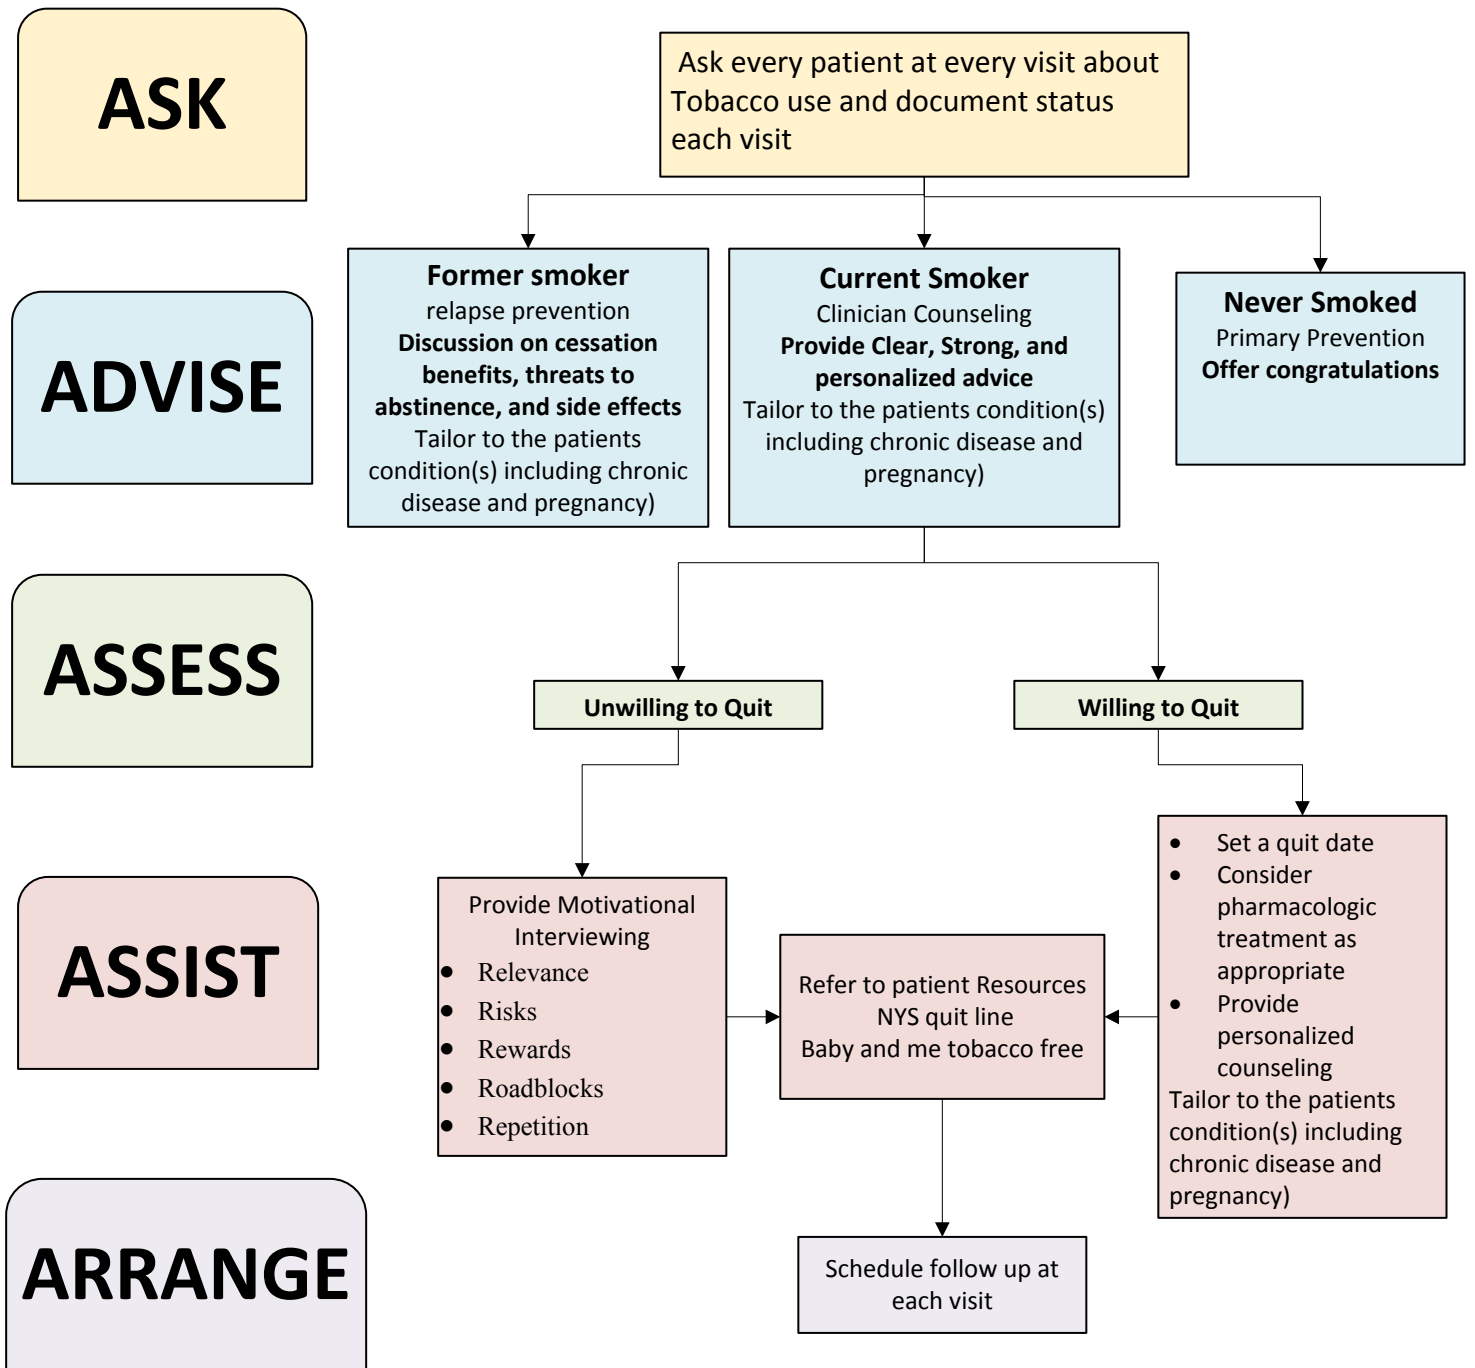 ASK
Ask every patient at every visit about
Tobacco use and document status
each visit
ADVISE
Former smoker
relapse prevention
Discussion on cessation
benefits, threats to
abstinence, and side effects
Tailor to the patients
condition(s) including chronic
disease and pregnancy)
Current Smoker
Clinician Counseling
Provide Clear, Strong, and
personalized advice
Tailor to the patients condition(s)
including chronic disease and
pregnancy)
Never Smoked
Primary Prevention
Offer congratulations
ASSESS
Unwilling to Quit
Willing to Quit
ASSIST
Provide Motivational
Interviewing
• Relevance
• Risks
• Rewards
• Roadblocks
• Repetition
Refer to patient Resources
NYS quit line
Baby and me tobacco free
• Set a quit date
• Consider
pharmacologic
treatment as
appropriate
• Provide
personalized
counseling
Tailor to the patients
condition(s) including
chronic disease and
pregnancy)
ARRANGE
Schedule follow up at
each visit